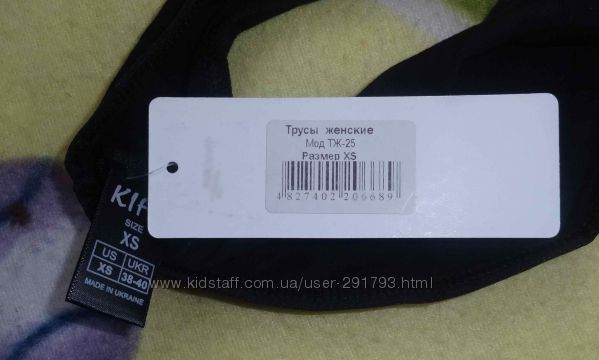 Трусы женские
Мод ТЖ-25
Размер XS
4827402206689
SIZE
XS
US UKR
XS 38-40
MADE IN UKRAINE
www.kidstaff.com.ua/user-291793.html